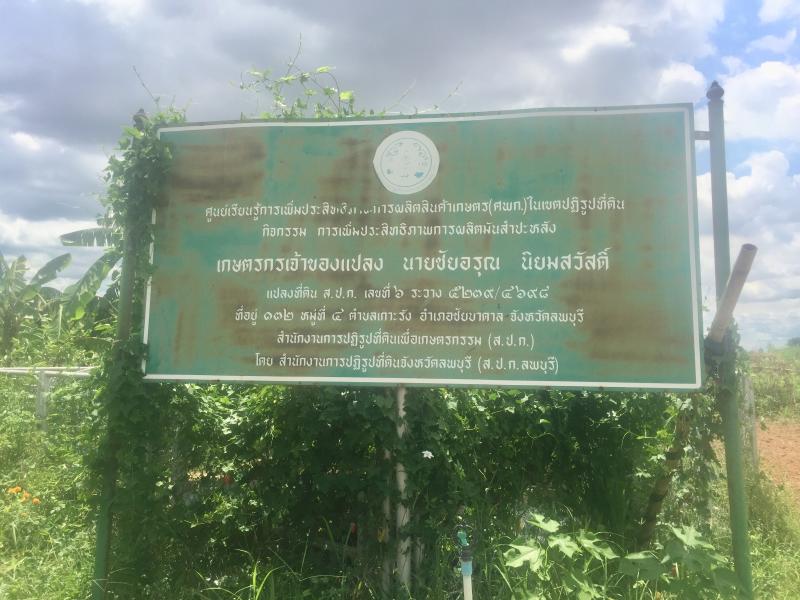 ศูนย์เรียนรู้การเพิ่มประสิทธิภาพการผลิตสินค้าเกษตร(ศพก.)ในเขตปฏิรูปที่ดิน
กิจกรรม การเพิ่มประสิทธิภาพการผลิตมันสำปะหลัง
เกษตรกรเจ้าของแปลง นายชัยอรุณ นิยมสวัสดิ์
แปลงที่ดิน ส.ป.ก. เลขที่ ๖ ระวาง ๕๒๓๙/๔๖๙๘
ที่อยู่ ๓๓๒ หมู่ที่ ๔ ตำบลเกาะรัง อำเภอชัยบาดาล จังหวัดลพบุรี
สำนักงานการปฏิรูปที่ดินเพื่อเกษตรกรรม (ส.ป.ก.)
โดย สำนักงานการปฏิรูปที่ดินจังหวัดลพบุรี (ส.ป.ก.ลพบุรี)